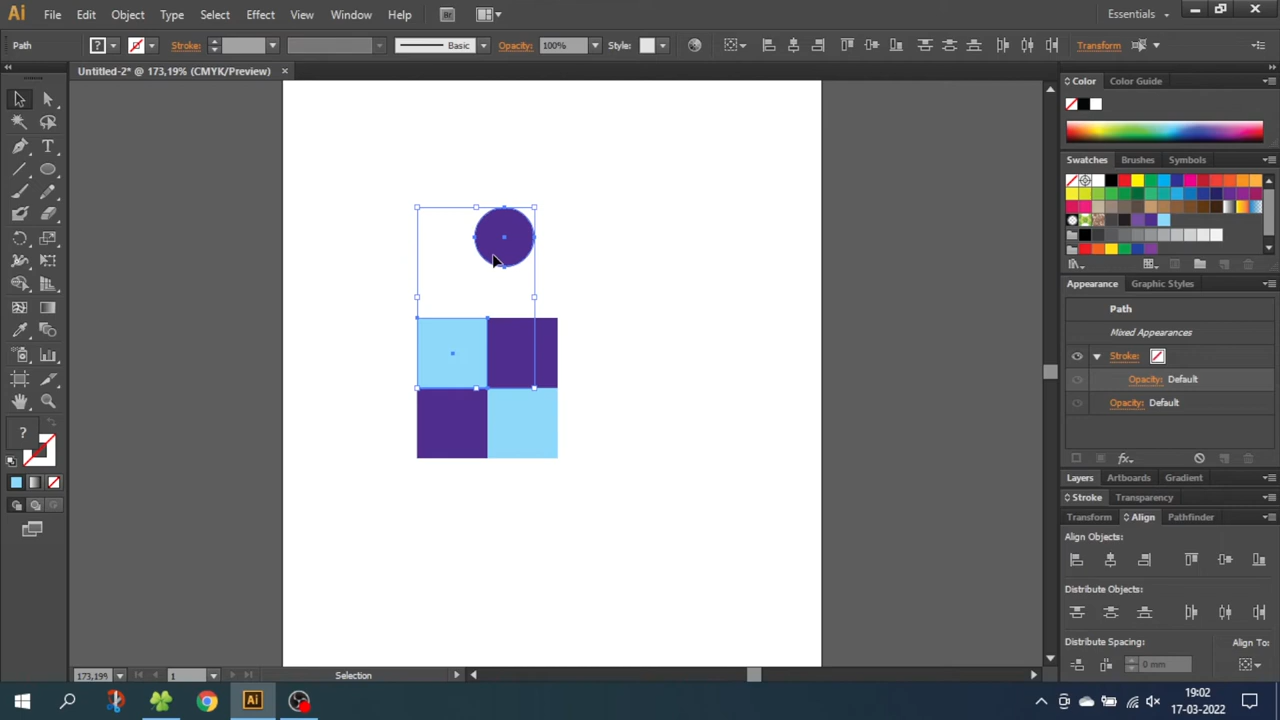 Ai File Edit Object Type Select Effect View Window Help Br Essentials
Path ? Stroke: Basic Opacity: 100% Style: Transform
Untitled-2* @ 173,19% (CMYK/Preview) ×
Color Color Guide
Swatches Brushes Symbols
Appearance Graphic Styles
Path
Mixed Appearances
Stroke:
Opacity: Default
Opacity: Default
fx
Layers Artboards Gradient
Stroke Transparency
Transform Align Pathfinder
Align Objects:
Distribute Objects:
Distribute Spacing: Align To:
0 mm
T
?
173,19% 1 Selection
Ai
19:02
17-03-2022